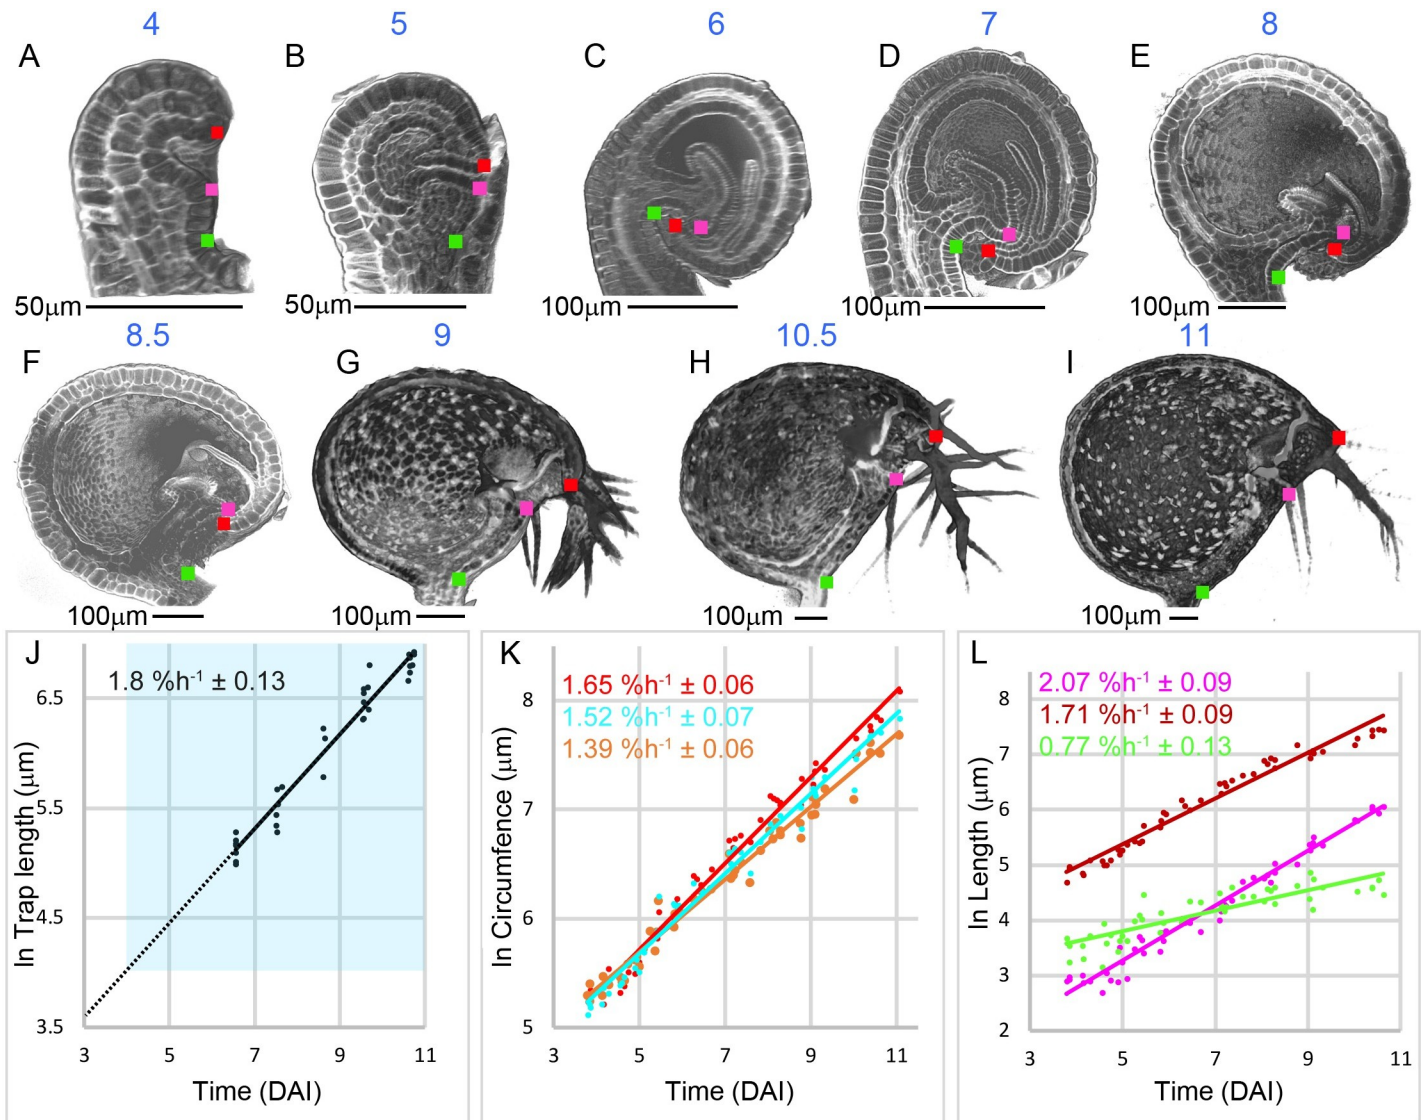 4 5 6 7 8
A B C D E
50μm 50μm 100μm 100μm 100μm
8.5 9 10.5 11
F G H I
100μm 100μm 100μm 100μm
J
1.8 %h⁻¹ ± 0.13
6.5
5.5
4.5
3.5
3 5 7 9 11
ln Trap length (μm)
Time (DAI)
K
1.65 %h⁻¹ ± 0.06
1.52 %h⁻¹ ± 0.07
1.39 %h⁻¹ ± 0.06
8
7
6
5
3 5 7 9 11
ln Circumfence (μm)
Time (DAI)
L
2.07 %h⁻¹ ± 0.09
1.71 %h⁻¹ ± 0.09
0.77 %h⁻¹ ± 0.13
8
7
6
5
4
3
2
3 5 7 9 11
ln Length (μm)
Time (DAI)